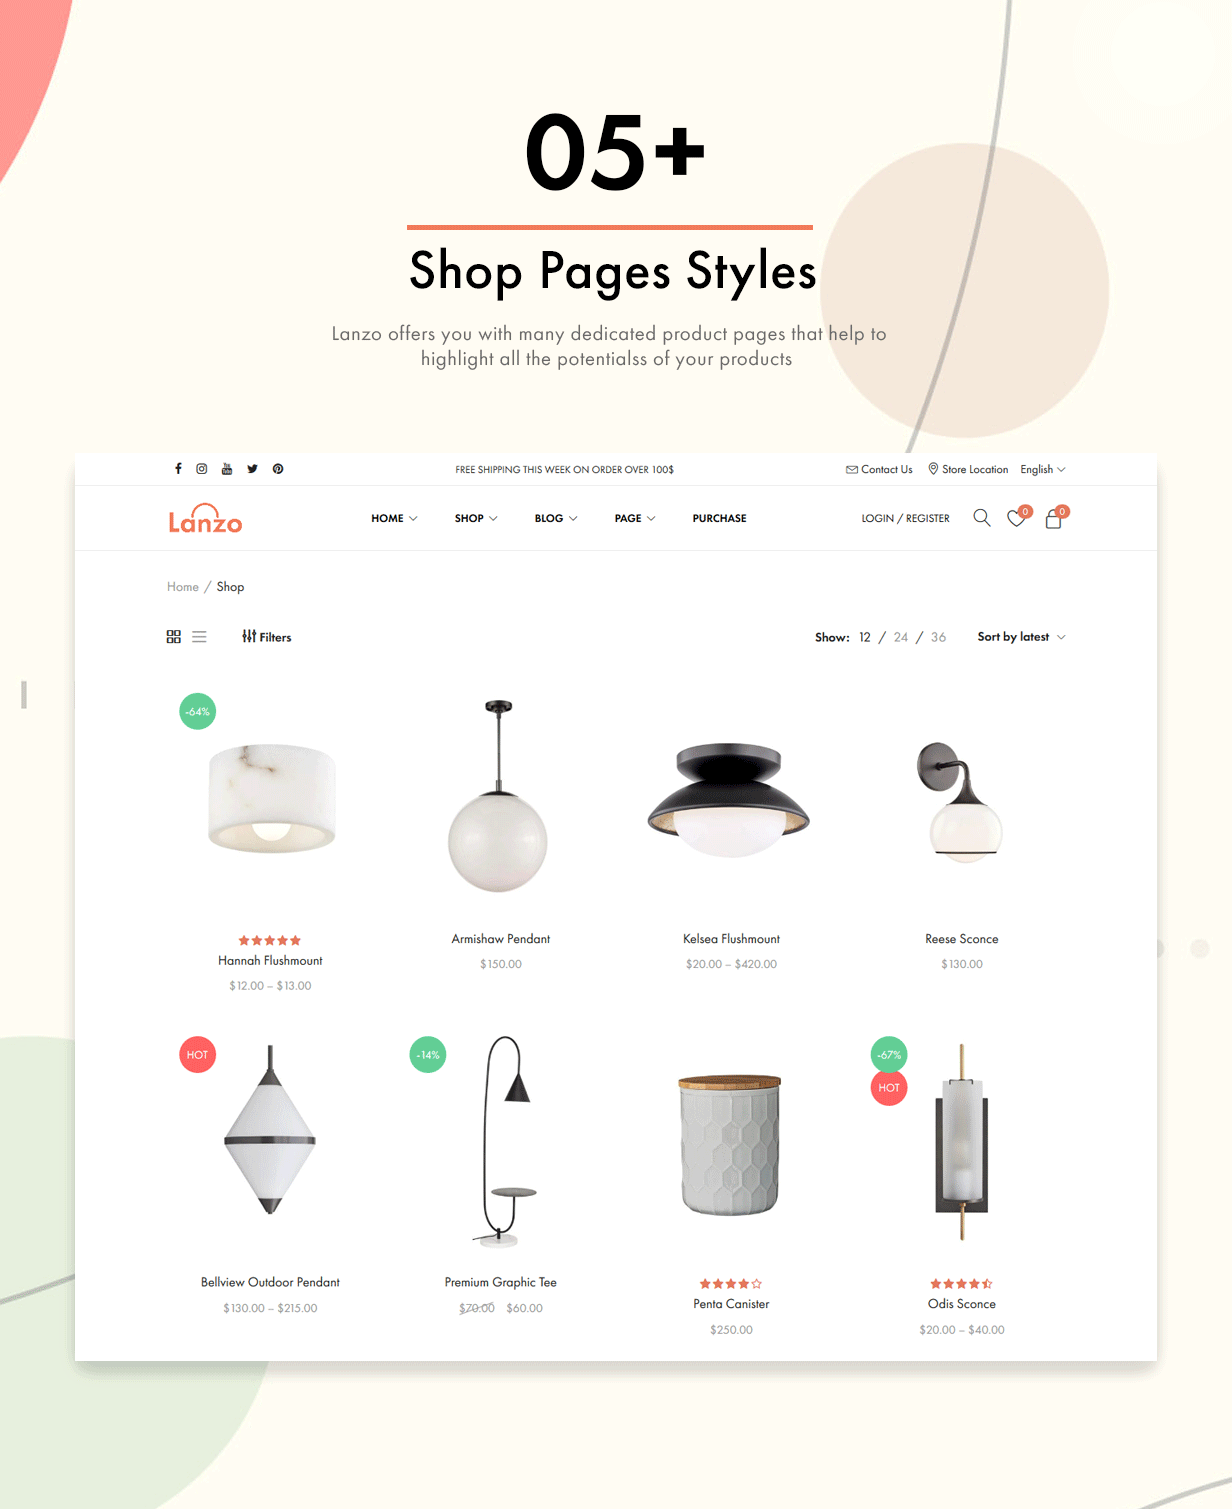 05+
Shop Pages Styles
Lanzo offers you with many dedicated product pages that help to
highlight all the potentialss of your products
FREE SHIPPING THIS WEEK ON ORDER OVER 100$
Contact Us
Store Location
English
Lanzo
HOME
SHOP
BLOG
PAGE
PURCHASE
LOGIN / REGISTER
0
0
Home / Shop
Filters
Show: 12 / 24 / 36
Sort by latest
-64%
Hannah Flushmount
$12.00 – $13.00
Armishaw Pendant
$150.00
Kelsea Flushmount
$20.00 – $420.00
Reese Sconce
$130.00
HOT
Bellview Outdoor Pendant
$130.00 – $215.00
-14%
Premium Graphic Tee
$70.00 $60.00
Penta Canister
$250.00
-67%
HOT
Odis Sconce
$20.00 – $40.00